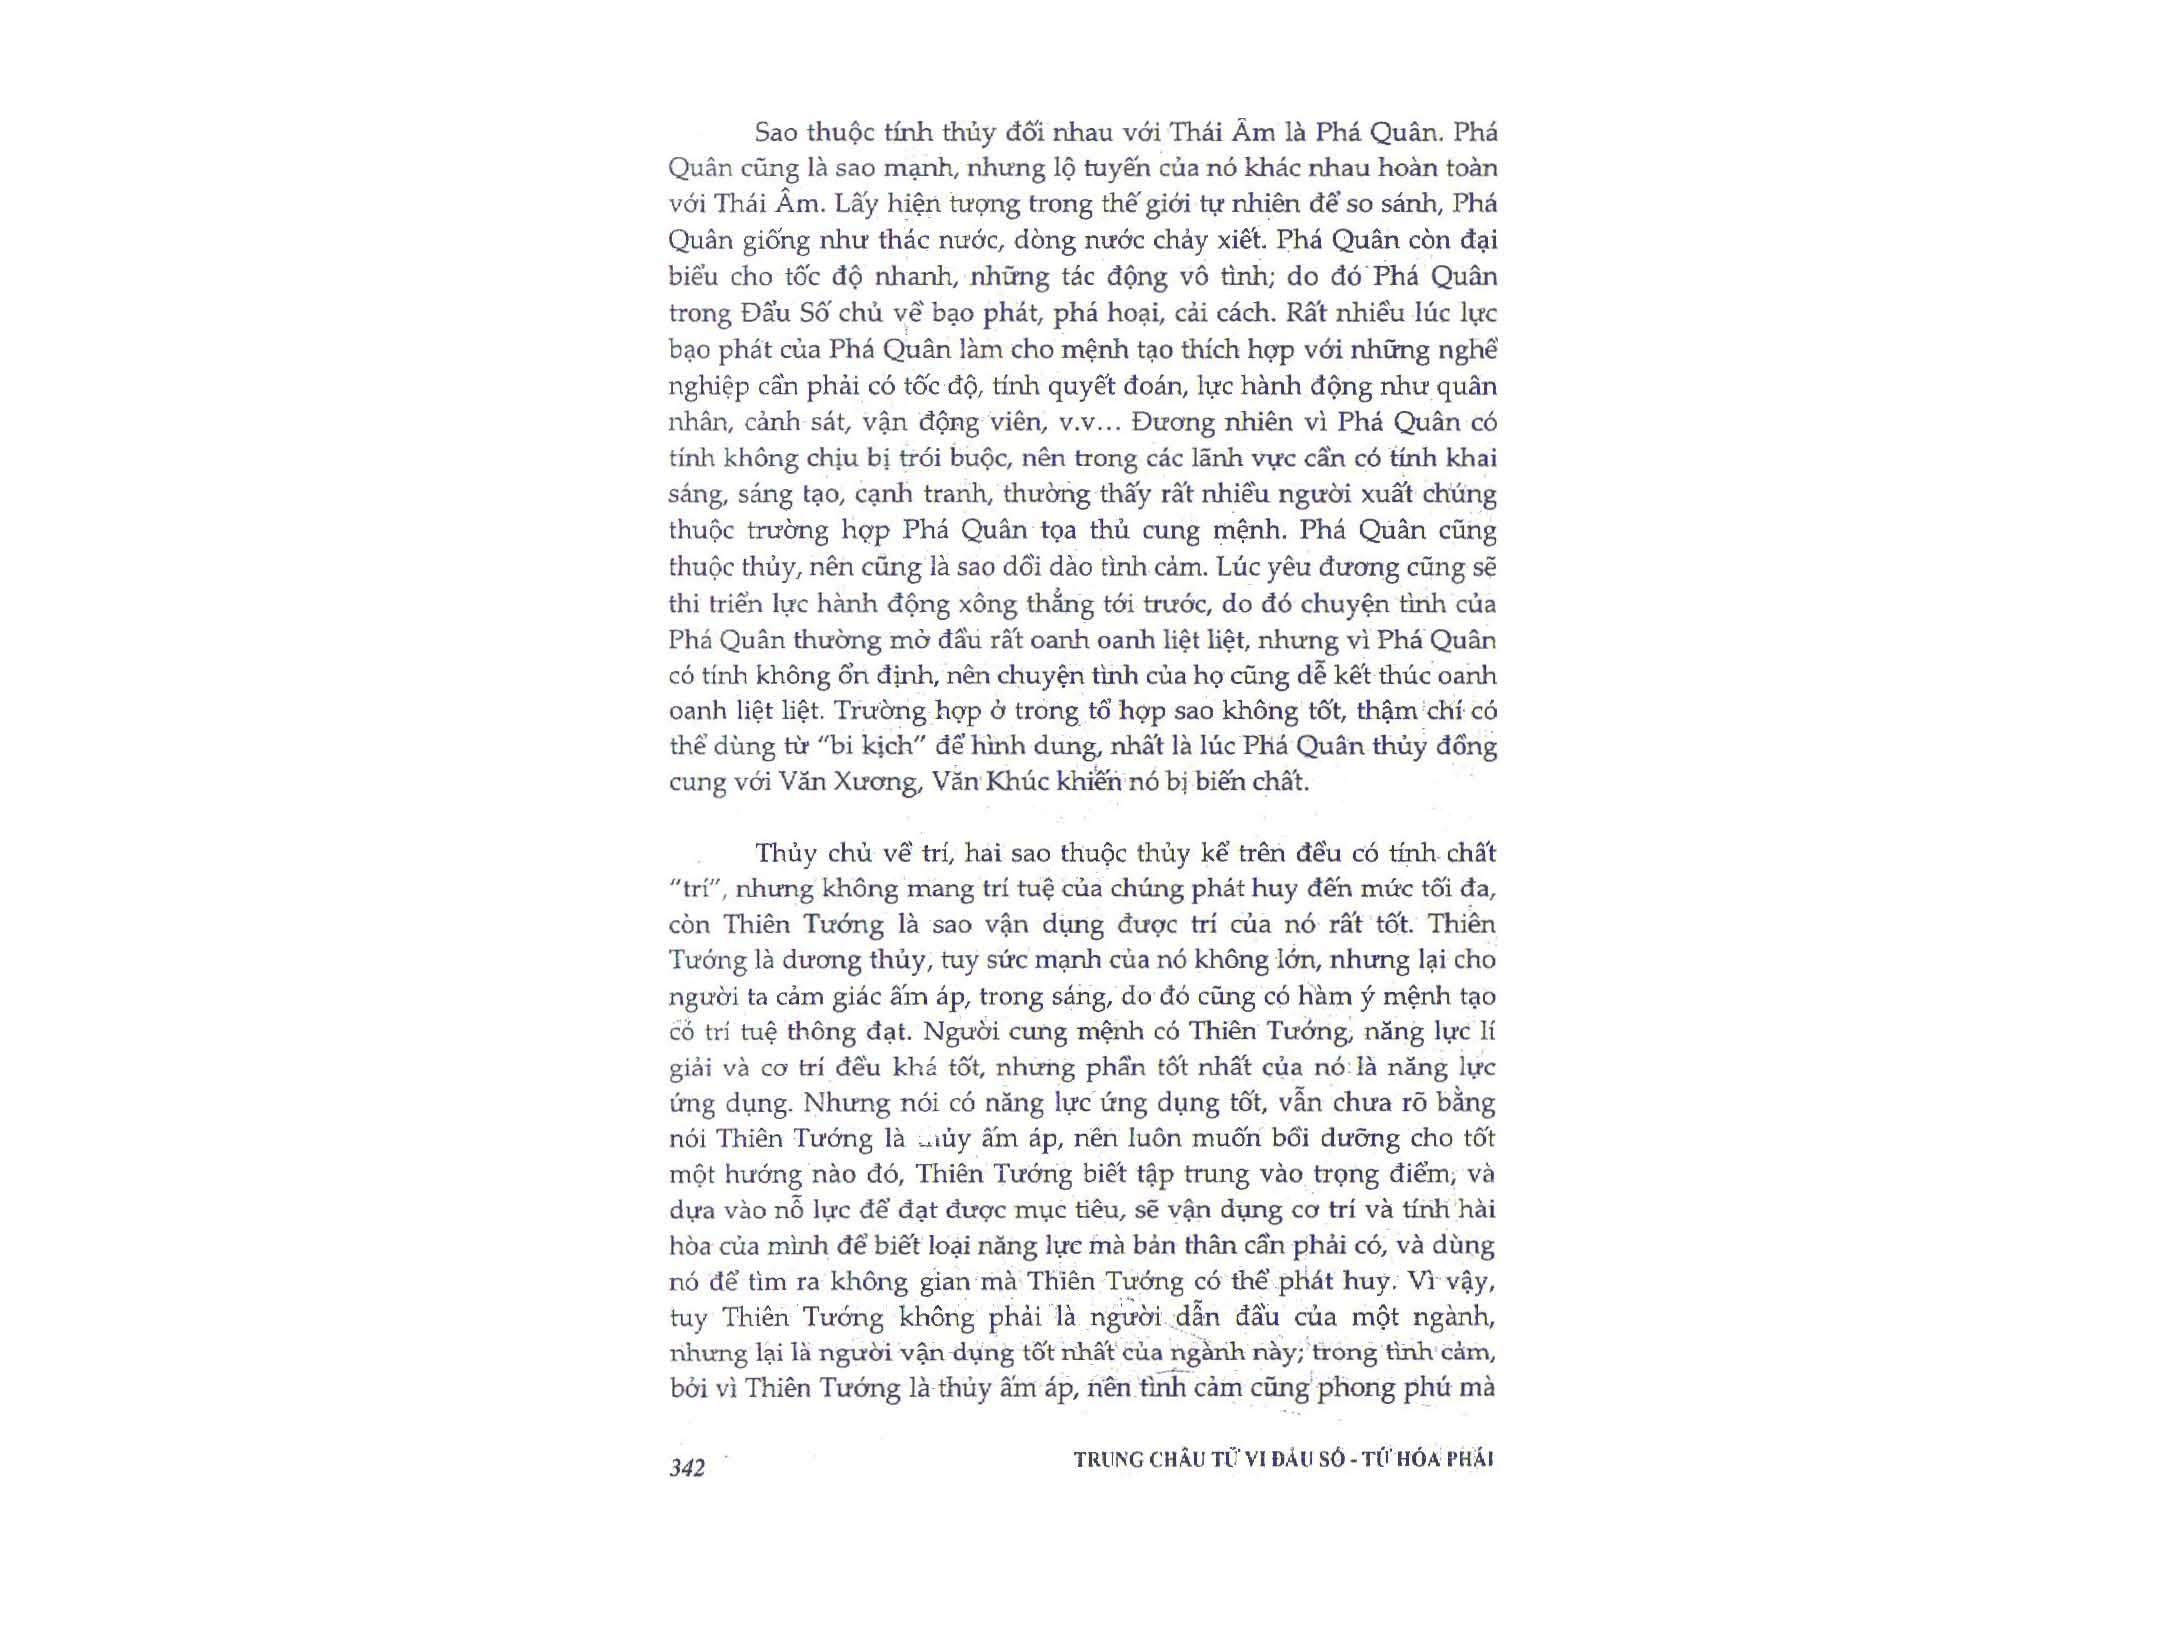 Sao thuộc tính thủy đối nhau với Thái Âm là Phá Quân. Phá
Quân cũng là sao mạnh, nhưng lộ tuyến của nó khác nhau hoàn toàn
với Thái Âm. Lấy hiện tượng trong thế giới tự nhiên để so sánh, Phá
Quân giống như thác nước, dòng nước chảy xiết. Phá Quân còn đại
biểu cho tốc độ nhanh, những tác động vô tình; do đó Phá Quân
trong Đẩu Số chủ về bạo phát, phá hoại, cải cách. Rất nhiều lúc lực
bạo phát của Phá Quân làm cho mệnh tạo thích hợp với những nghề
nghiệp cần phải có tốc độ, tính quyết đoán, lực hành động như quân
nhân, cảnh sát, vận động viên, v.v... Đương nhiên vì Phá Quân có
tính không chịu bị trói buộc, nên trong các lãnh vực cần có tính khai
sáng, sáng tạo, cạnh tranh, thường thấy rất nhiều người xuất chúng
thuộc trường hợp Phá Quân tọa thủ cung mệnh. Phá Quân cũng
thuộc thủy, nên cũng là sao dồi dào tình cảm. Lúc yêu đương cũng sẽ
thi triển lực hành động xông thẳng tới trước, do đó chuyện tình của
Phá Quân thường mở đầu rất oanh oanh liệt liệt, nhưng vì Phá Quân
có tính không ổn định, nên chuyện tình của họ cũng dễ kết thúc oanh
oanh liệt liệt. Trường hợp ở trong tổ hợp sao không tốt, thậm chí có
thể dùng từ "bi kịch" để hình dung, nhất là lúc Phá Quân thủy đồng
cung với Văn Xương, Văn Khúc khiến nó bị biến chất.
Thủy chủ về trí, hai sao thuộc thủy kể trên đều có tính chất
"trí", nhưng không mang trí tuệ của chúng phát huy đến mức tối đa,
còn Thiên Tướng là sao vận dụng được trí của nó rất tốt. Thiên
Tướng là dương thủy, tuy sức mạnh của nó không lớn, nhưng lại cho
người ta cảm giác ấm áp, trong sáng, do đó cũng có hàm ý mệnh tạo
có trí tuệ thông đạt. Người cung mệnh có Thiên Tướng, năng lực lí
giải và cơ trí đều khá tốt, nhưng phần tốt nhất của nó là năng lực
ứng dụng. Nhưng nói có năng lực ứng dụng tốt, vẫn chưa rõ bằng
nói Thiên Tướng là thủy ấm áp, nên luôn muốn bồi dưỡng cho tốt
một hướng nào đó, Thiên Tướng biết tập trung vào trọng điểm, và
dựa vào nỗ lực để đạt được mục tiêu, sẽ vận dụng cơ trí và tính hài
hòa của mình để biết loại năng lực mà bản thân cần phải có, và dùng
nó để tìm ra không gian mà Thiên Tướng có thể phát huy. Vì vậy,
tuy Thiên Tướng không phải là người dẫn đầu của một ngành,
nhưng lại là người vận dụng tốt nhất của ngành này; trong tình cảm,
bởi vì Thiên Tướng là thủy ấm áp, nên tình cảm cũng phong phú mà
342
TRUNG CHÂU TỬ VI ĐẨU SỐ - TỨ HÓA PHÁI